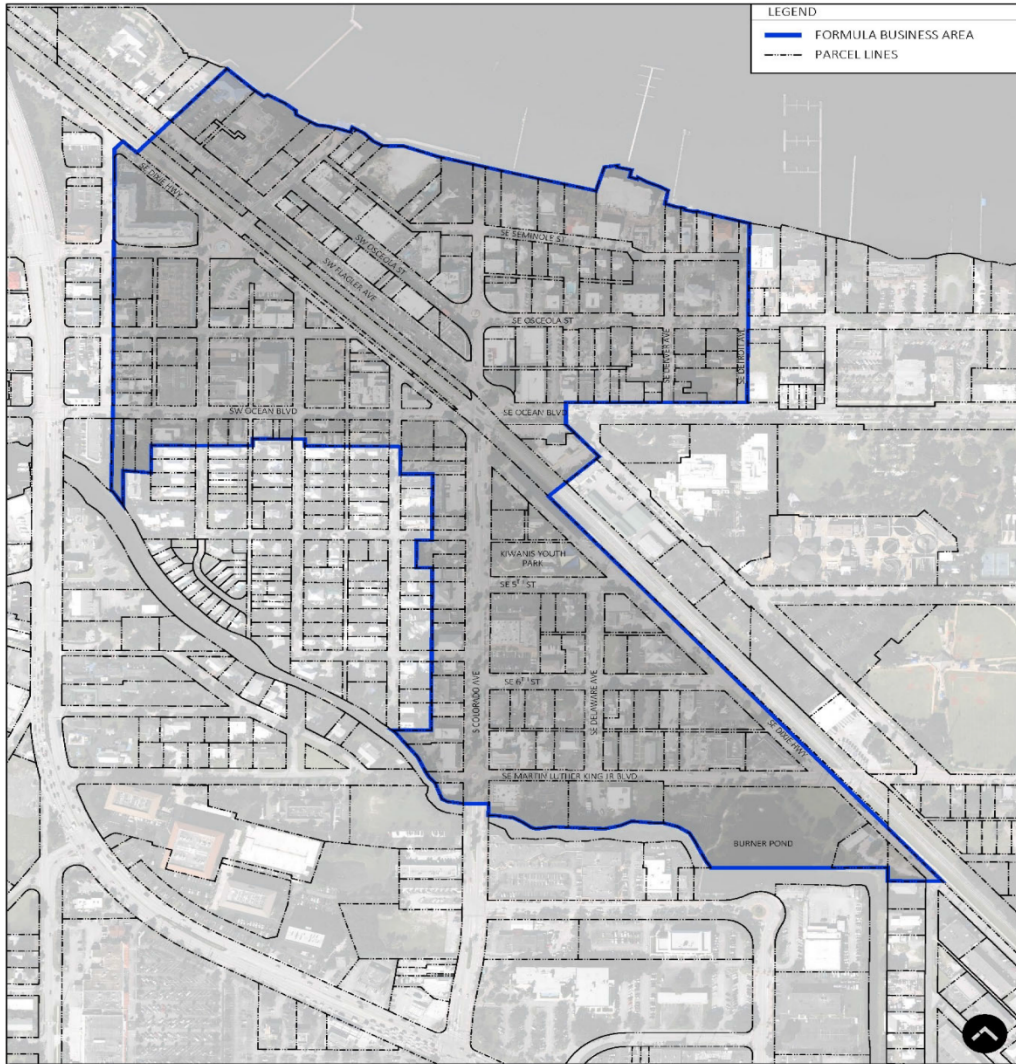 LEGEND
FORMULA BUSINESS AREA
PARCEL LINES
SE DIXIE HWY
SW OSCEOLA ST
SW FLAGLER AVE
SE SEMINOLE ST
SE OSCEOLA ST
SE DENVER AVE
SE DETROIT AVE
SW OCEAN BLVD
SE OCEAN BLVD
KIWANIS YOUTH
PARK
SE 5TH ST
SE 6TH ST
S COLORADO AVE
SE DELAWARE AVE
SE DIXIE HWY
SE MARTIN LUTHER KING JR BLVD
BURNER POND